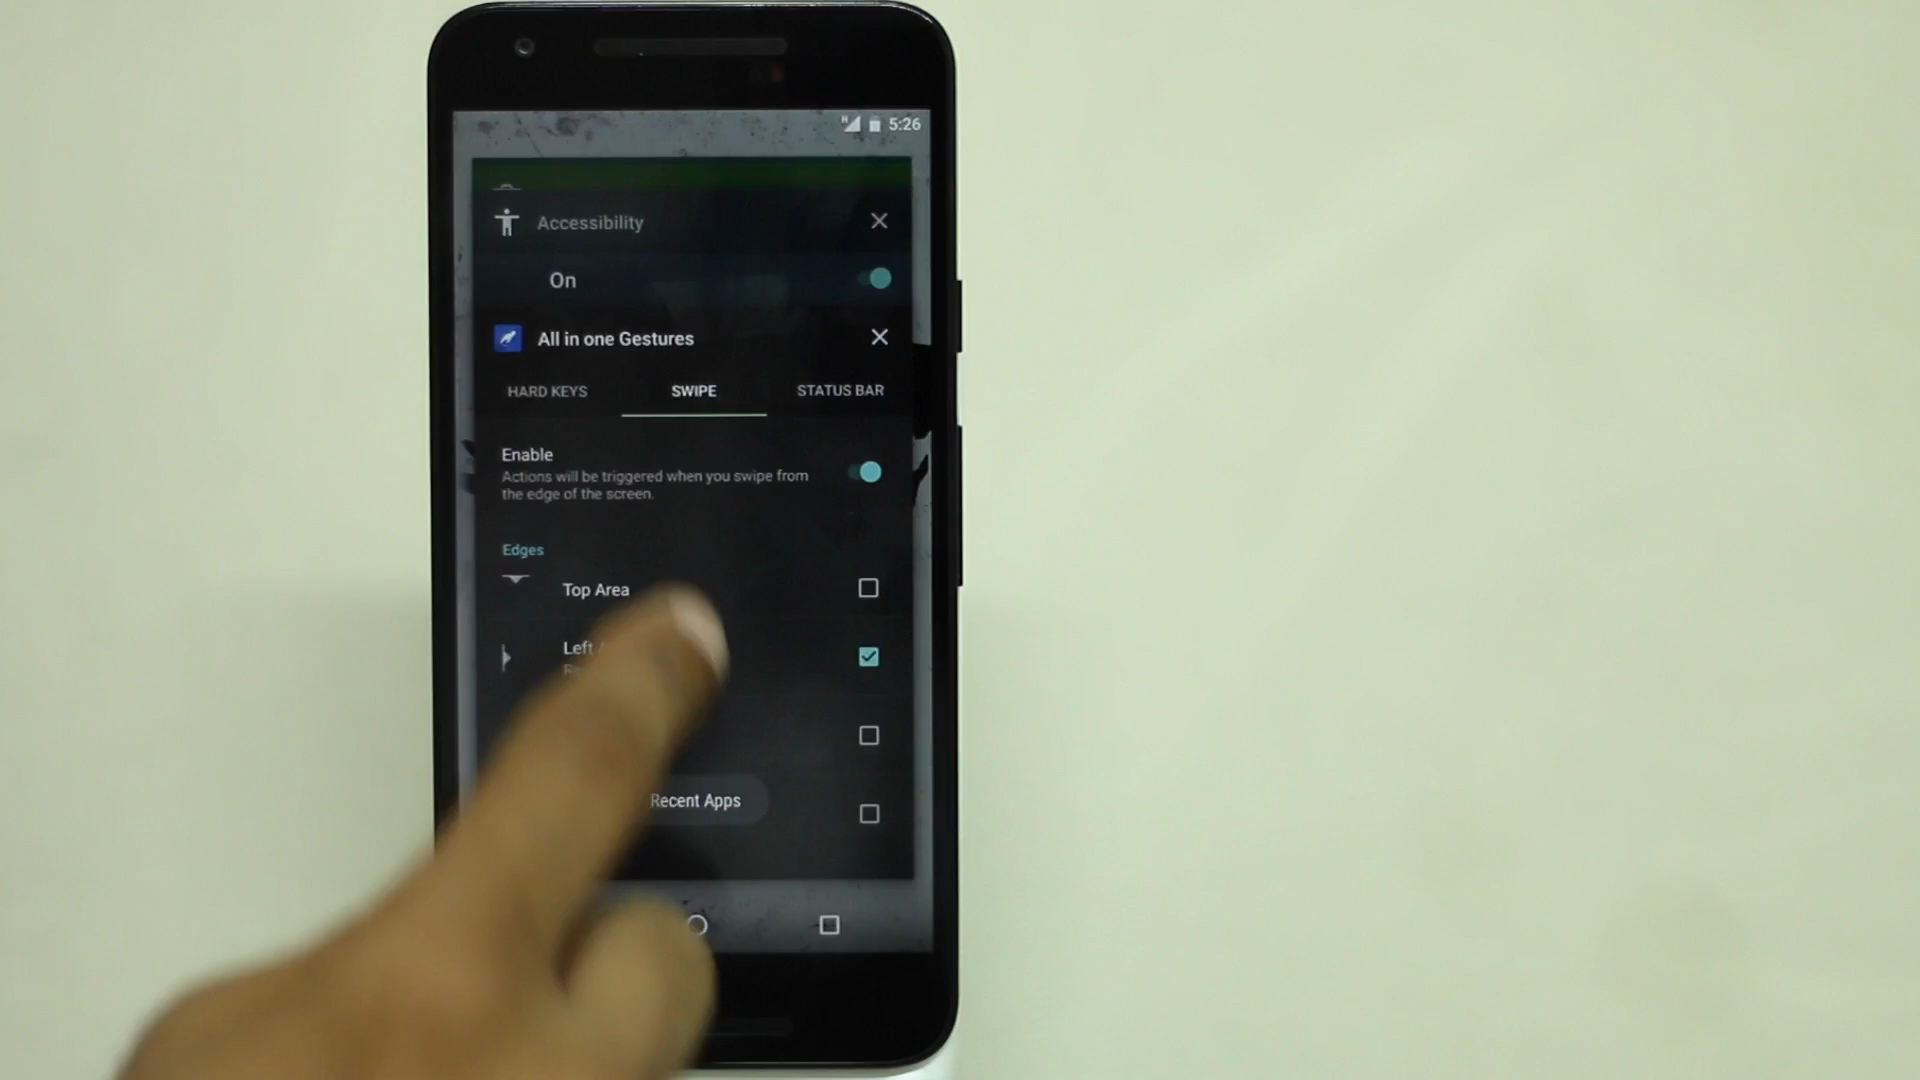 5:26
Accessibility
On
All in one Gestures
HARD KEYS SWIPE STATUS BAR
Enable
Actions will be triggered when you swipe from
the edge of the screen.
Edges
Top Area
Left
Recent Apps